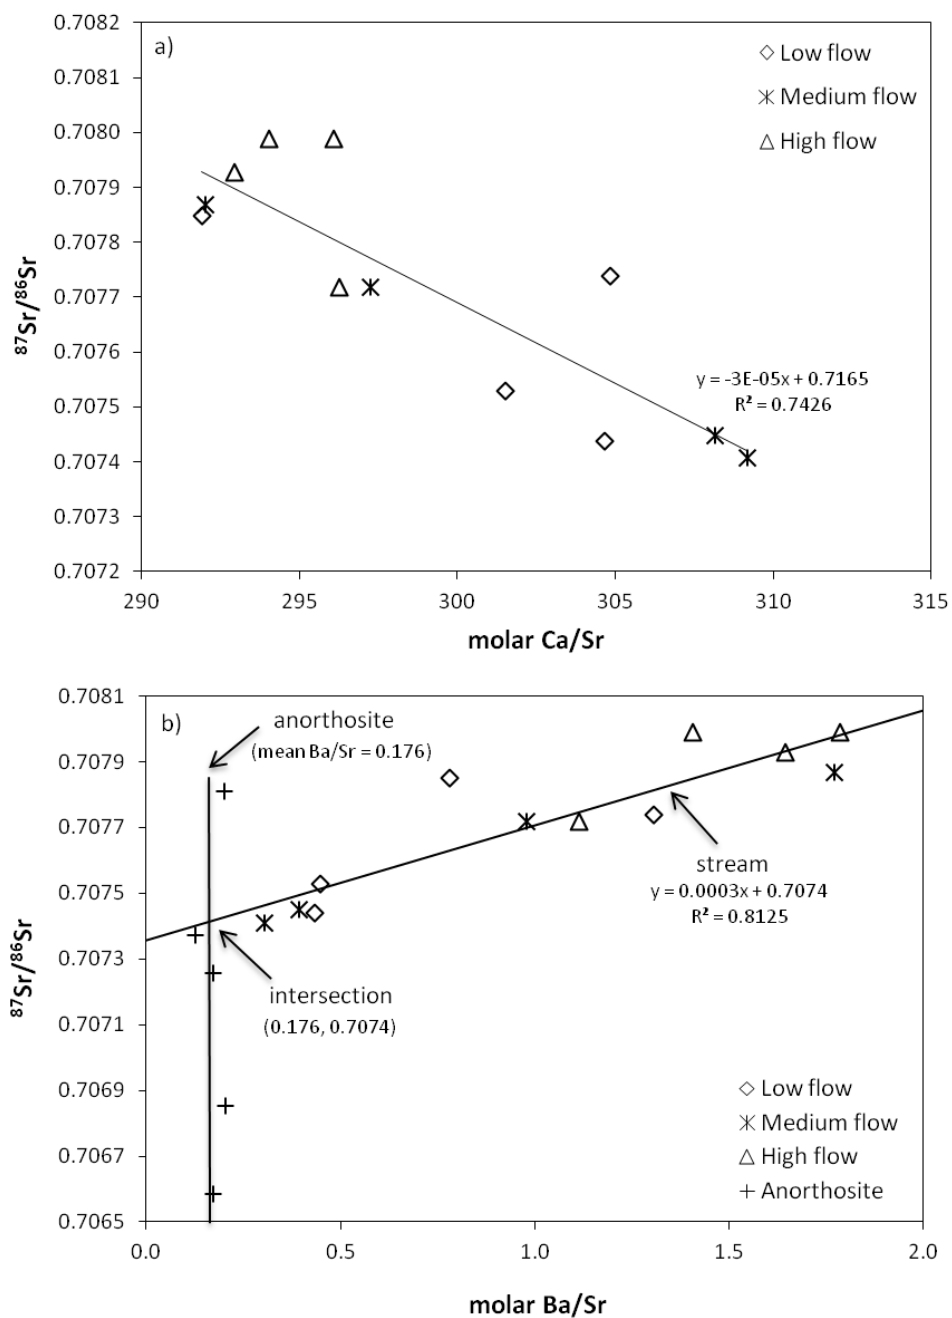 a)
0.7082
0.7081
0.7080
0.7079
0.7078
0.7077
0.7076
0.7075
0.7074
0.7073
0.7072
⁸⁷Sr/⁸⁶Sr
Low flow
Medium flow
High flow
y = -3E-05x + 0.7165
R² = 0.7426
290 295 300 305 310 315
molar Ca/Sr
b)
0.7081
0.7079
0.7077
0.7075
0.7073
0.7071
0.7069
0.7067
0.7065
⁸⁷Sr/⁸⁶Sr
anorthosite
(mean Ba/Sr = 0.176)
stream
y = 0.0003x + 0.7074
R² = 0.8125
intersection
(0.176, 0.7074)
Low flow
Medium flow
High flow
Anorthosite
0.0 0.5 1.0 1.5 2.0
molar Ba/Sr